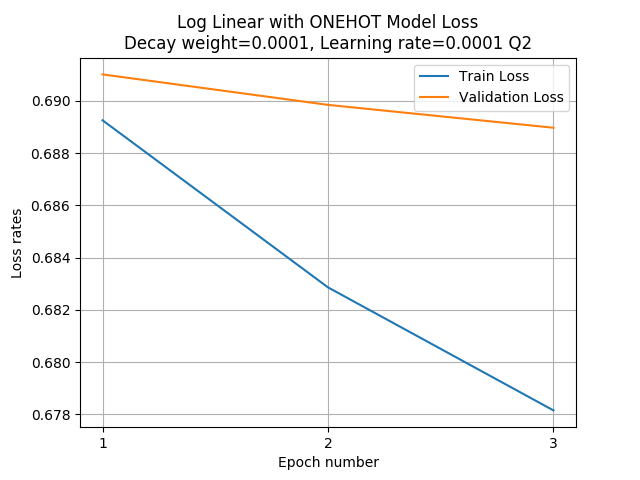 Log Linear with ONEHOT Model Loss
Decay weight=0.0001, Learning rate=0.0001 Q2
Train Loss
Validation Loss
0.690
0.688
0.686
0.684
0.682
0.680
0.678
Loss rates
1 2 3
Epoch number